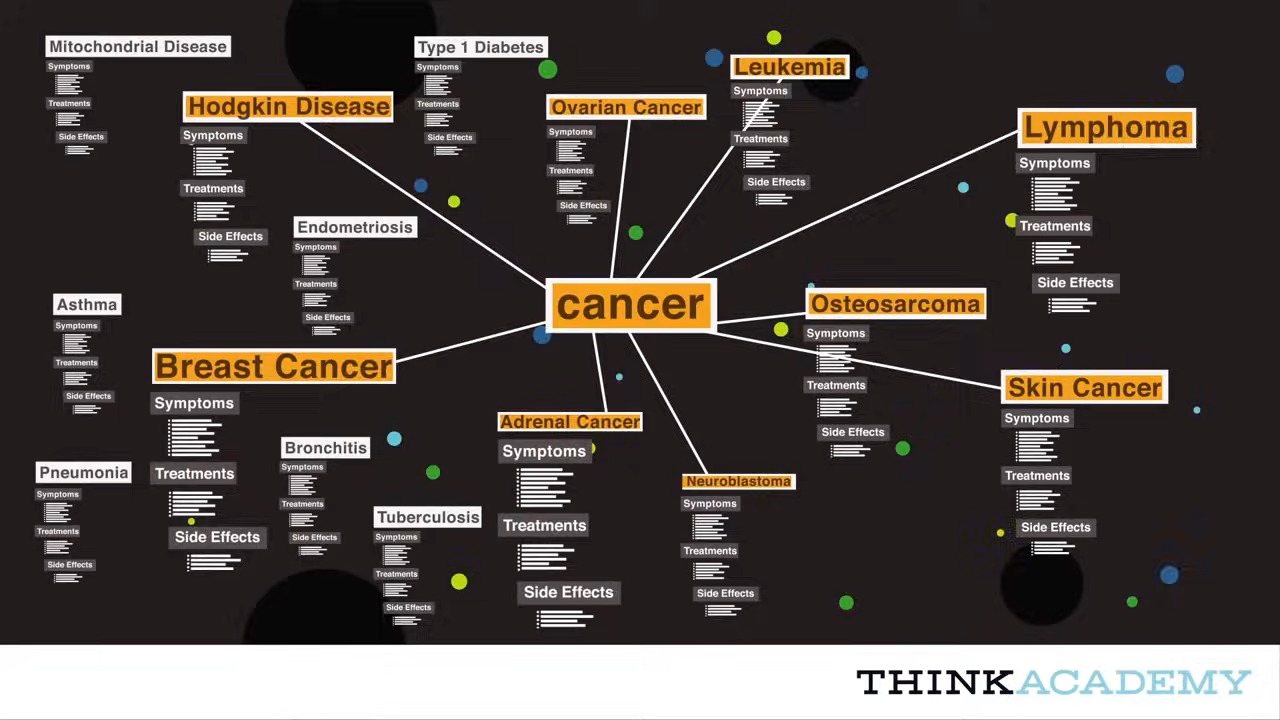 Mitochondrial Disease
Symptoms
Treatments
Side Effects
Hodgkin Disease
Symptoms
Treatments
Side Effects
Type 1 Diabetes
Symptoms
Treatments
Side Effects
Ovarian Cancer
Symptoms
Treatments
Side Effects
Leukemia
Symptoms
Treatments
Side Effects
Lymphoma
Symptoms
Treatments
Side Effects
Endometriosis
Symptoms
Treatments
Side Effects
cancer
Asthma
Symptoms
Treatments
Side Effects
Breast Cancer
Symptoms
Treatments
Side Effects
Osteosarcoma
Symptoms
Treatments
Side Effects
Skin Cancer
Symptoms
Treatments
Side Effects
Adrenal Cancer
Symptoms
Treatments
Side Effects
Neuroblastoma
Symptoms
Treatments
Side Effects
Pneumonia
Symptoms
Treatments
Side Effects
Bronchitis
Symptoms
Treatments
Side Effects
Tuberculosis
Symptoms
Treatments
Side Effects
THINKACADEMY